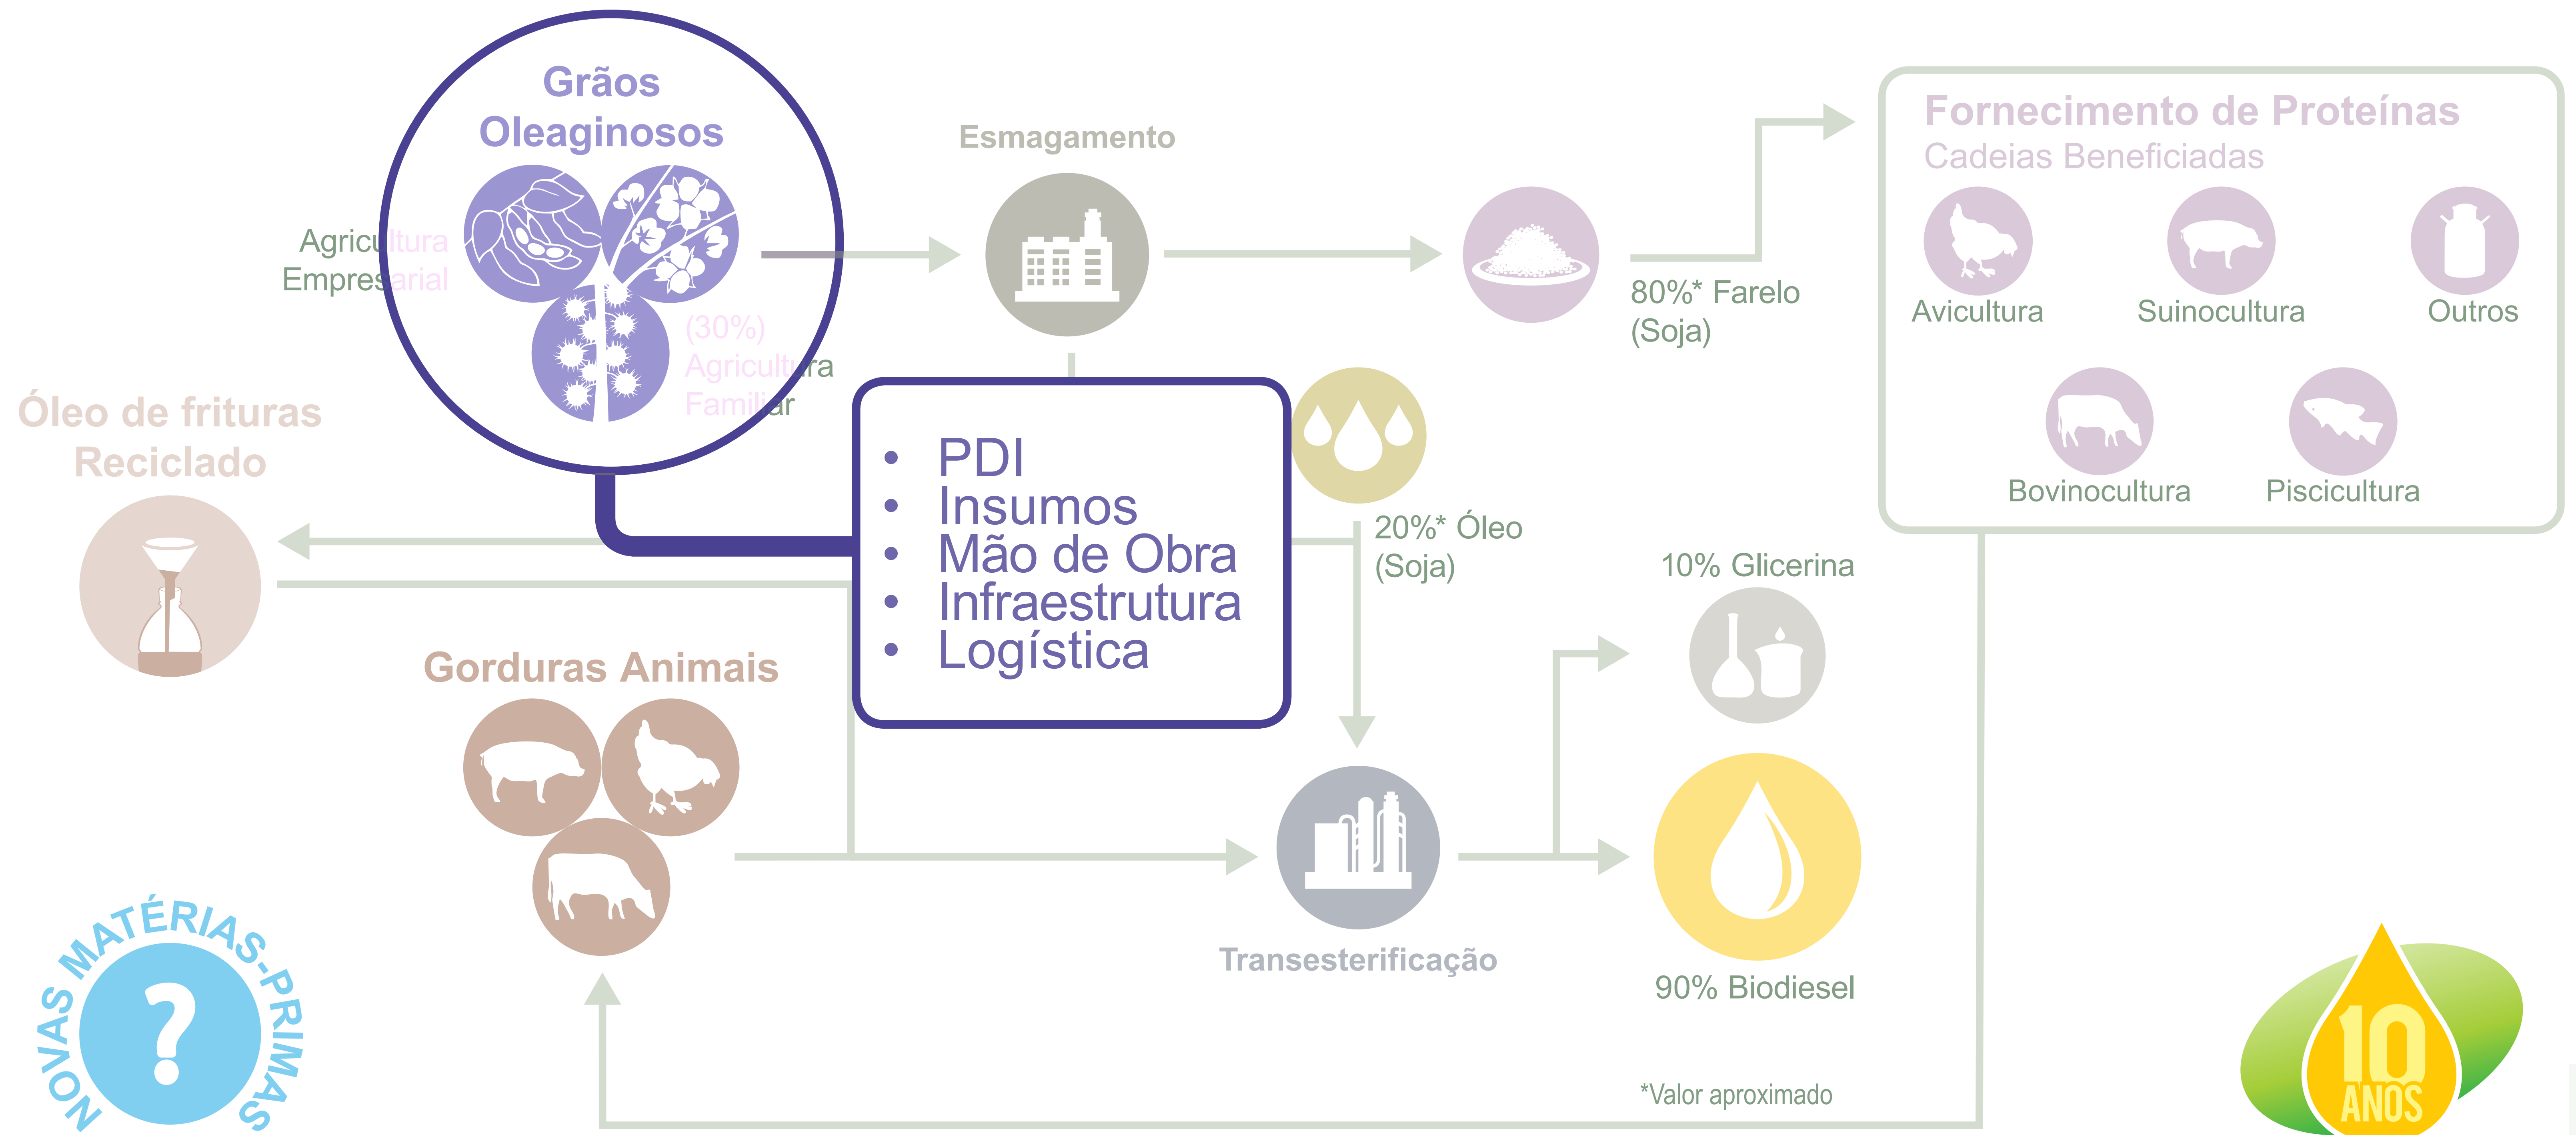 Grãos
Oleaginosos
Agricultura
Empresarial
(30%)
Agricultura
Familiar
Esmagamento
80%* Farelo
(Soja)
Fornecimento de Proteínas
Cadeias Beneficiadas
Avicultura
Suinocultura
Outros
Bovinocultura
Piscicultura
Óleo de frituras
Reciclado
• PDI
• Insumos
• Mão de Obra
• Infraestrutura
• Logística
20%* Óleo
(Soja)
10% Glicerina
Gorduras Animais
Transesterificação
90% Biodiesel
NOVAS MATÉRIAS-PRIMAS
?
*Valor aproximado
10
ANOS